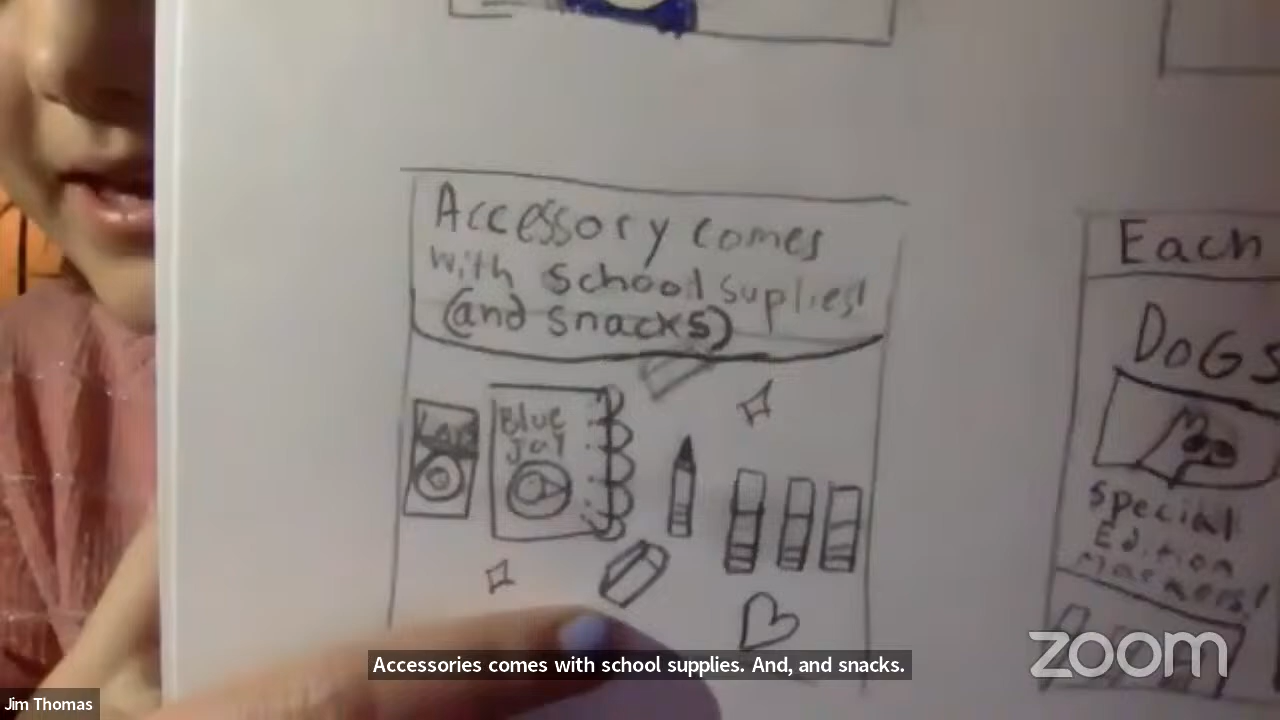 Accessory comes
with school suplies!
(and snacks)
Blue
Jay
Each
DOGS
Special
Edition
Markers!
Accessories comes with school supplies. And, and snacks.
zoom
Jim Thomas